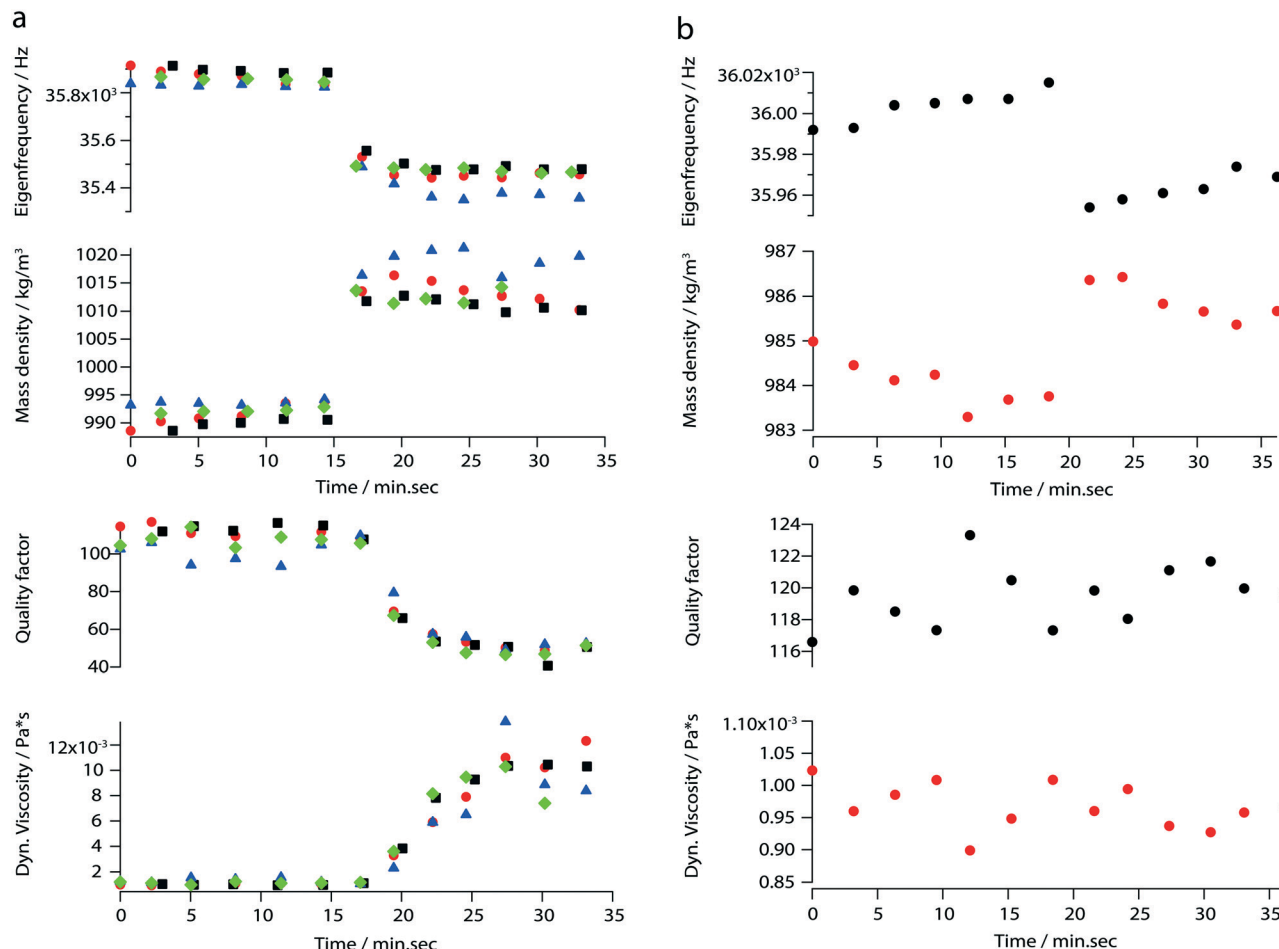 a
Eigenfrequency / Hz
35.8x10³
35.6
35.4
Mass density / kg/m³
1020
1015
1010
1005
1000
995
990
0 5 10 15 20 25 30 35
Time / min.sec
Quality factor
100
80
60
40
Dyn. Viscosity / Pa*s
12x10⁻³
10
8
6
4
2
0 5 10 15 20 25 30 35
Time / min.sec
b
Eigenfrequency / Hz
36.02x10³
36.00
35.98
35.96
Mass density / kg/m³
987
986
985
984
983
0 5 10 15 20 25 30 35
Time / min.sec
Quality factor
124
122
120
118
116
Dyn. Viscosity / Pa*s
1.10x10⁻³
1.05
1.00
0.95
0.90
0.85
0 5 10 15 20 25 30 35
Time / min.sec